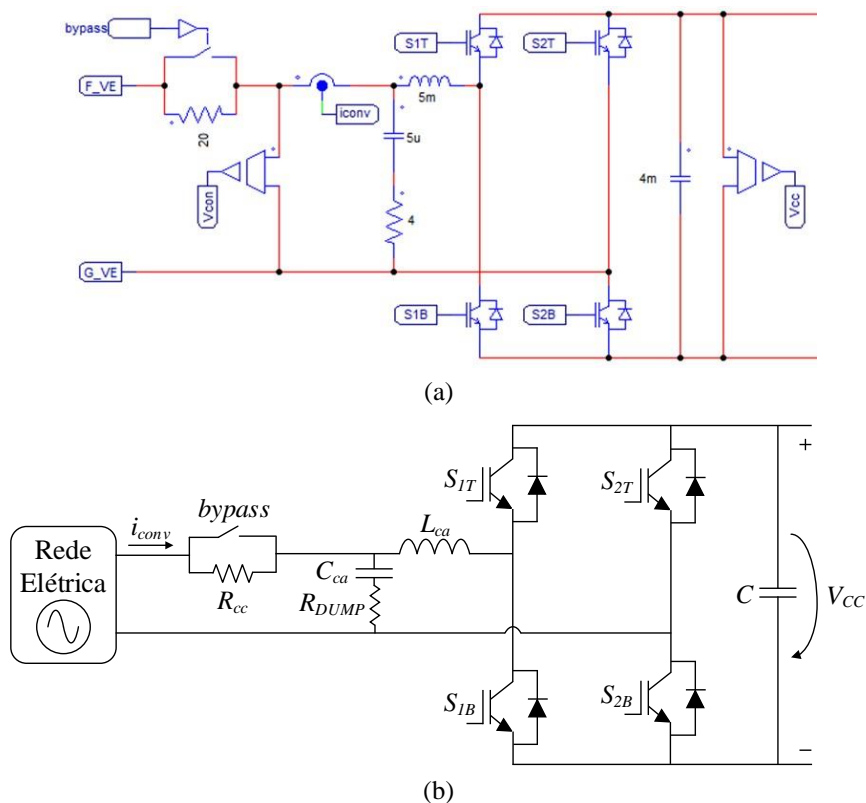 bypass
S1T
S2T
F_VE
5m
20
iconv
5u
Vcon
4
4m
Vcc
G_VE
S1B
S2B
(a)
S1T
S2T
bypass
iconv
Lca
Rede
Elétrica
Rcc
Cca
RDUMP
C
VCC
+
S1B
S2B
−
(b)